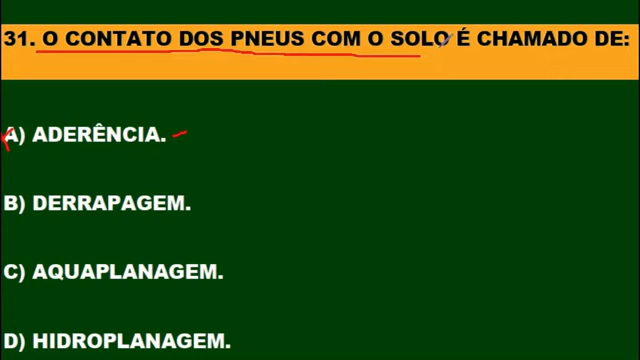 31. O CONTATO DOS PNEUS COM O SOLO É CHAMADO DE:
A) ADERÊNCIA.
B) DERRAPAGEM.
C) AQUAPLANAGEM.
D) HIDROPLANAGEM.